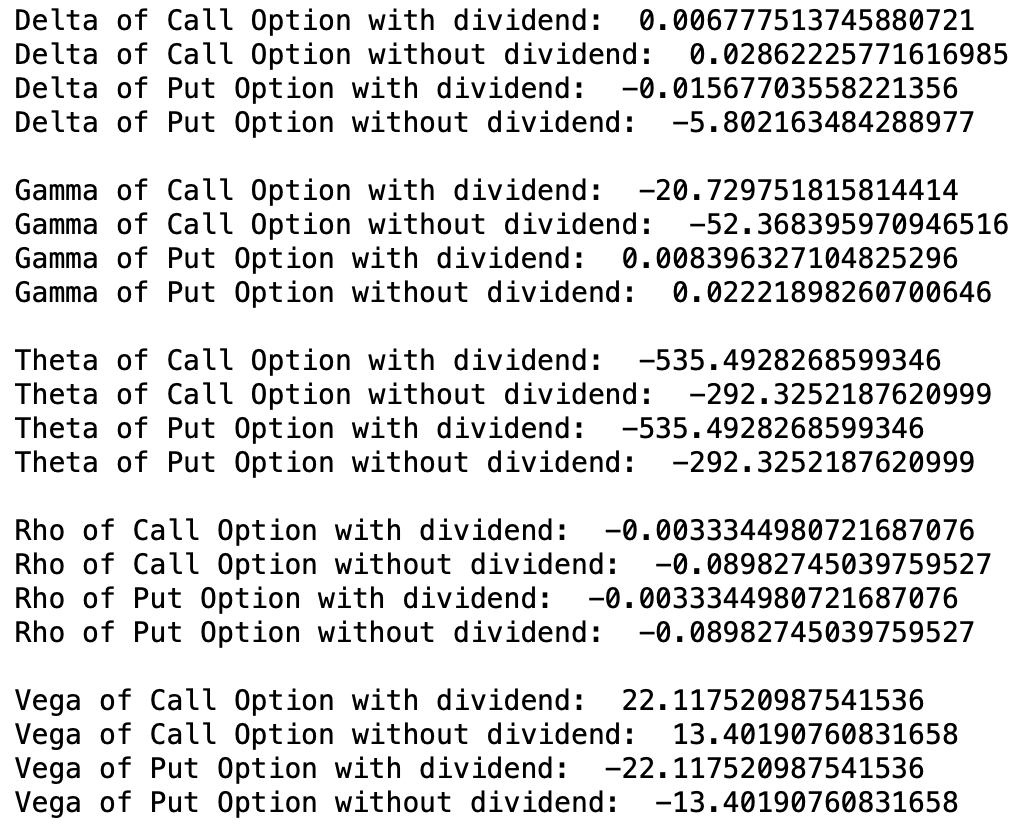 Delta of Call Option with dividend:  0.006777513745880721
Delta of Call Option without dividend:  0.02862225771616985
Delta of Put Option with dividend:  -0.01567703558221356
Delta of Put Option without dividend:  -5.802163484288977

Gamma of Call Option with dividend:  -20.729751815814414
Gamma of Call Option without dividend:  -52.368395970946516
Gamma of Put Option with dividend:  0.008396327104825296
Gamma of Put Option without dividend:  0.02221898260700646

Theta of Call Option with dividend:  -535.4928268599346
Theta of Call Option without dividend:  -292.3252187620999
Theta of Put Option with dividend:  -535.4928268599346
Theta of Put Option without dividend:  -292.3252187620999

Rho of Call Option with dividend:  -0.0033344980721687076
Rho of Call Option without dividend:  -0.08982745039759527
Rho of Put Option with dividend:  -0.0033344980721687076
Rho of Put Option without dividend:  -0.08982745039759527

Vega of Call Option with dividend:  22.117520987541536
Vega of Call Option without dividend:  13.40190760831658
Vega of Put Option with dividend:  -22.117520987541536
Vega of Put Option without dividend:  -13.40190760831658